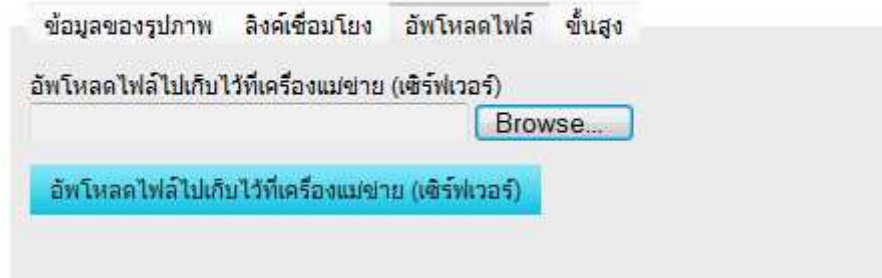 ข้อมูลของรูปภาพ ลิงค์เชื่อมโยง อัพโหลดไฟล์ ขั้นสูง
อัพโหลดไฟล์ไปเก็บไว้ที่เครื่องแม่ข่าย (เซิร์ฟเวอร์)
Browse...
อัพโหลดไฟล์ไปเก็บไว้ที่เครื่องแม่ข่าย (เซิร์ฟเวอร์)